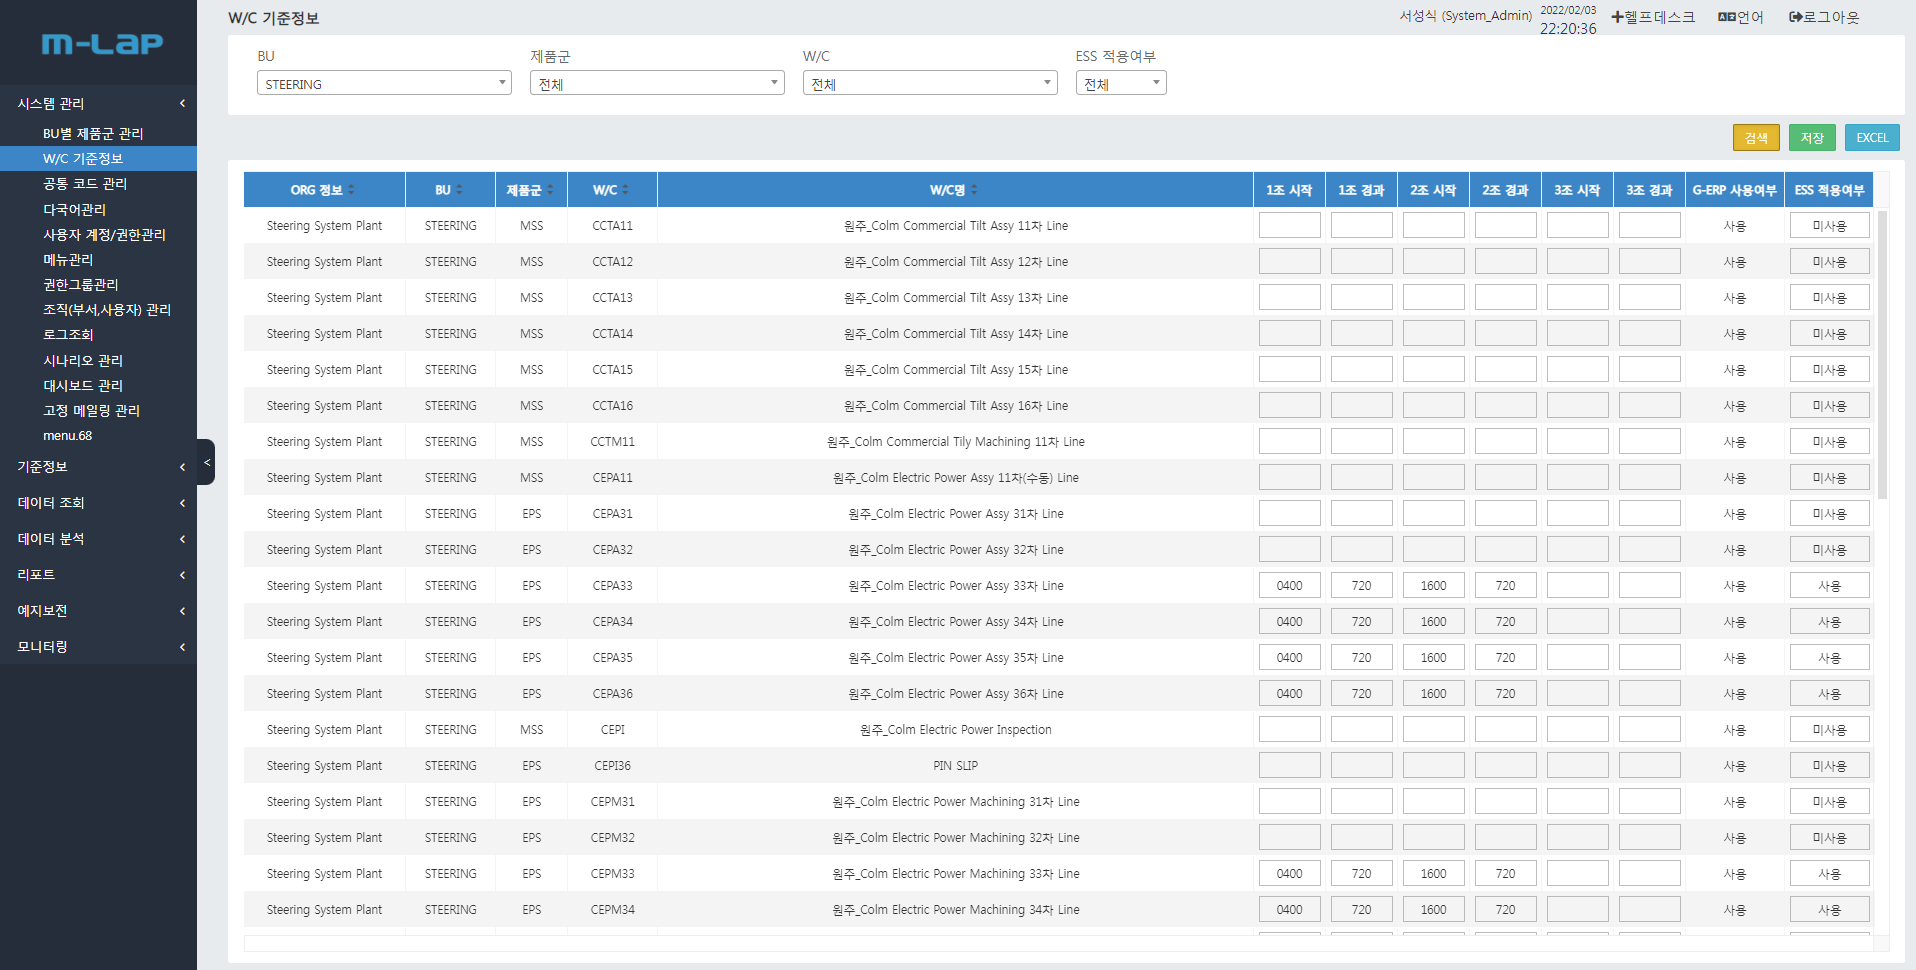 m-LAP
시스템 관리
BU별 제품군 관리
W/C 기준정보
공통 코드 관리
다국어관리
사용자 계정/권한관리
메뉴관리
권한그룹관리
조직(부서,사용자) 관리
로그조회
시나리오 관리
대시보드 관리
고정 메일링 관리
menu.68
기준정보
데이터 조회
데이터 분석
리포트
예지보전
모니터링
<
W/C 기준정보
서성식 (System_Admin) 2022/02/03 22:20:36 헬프데스크 언어 로그아웃
BU 제품군 W/C ESS 적용여부
STEERING 전체 전체 전체
검색 저장 EXCEL
ORG 정보 BU 제품군 W/C W/C명 1조 시작 1조 경과 2조 시작 2조 경과 3조 시작 3조 경과 G-ERP 사용여부 ESS 적용여부
Steering System Plant STEERING MSS CCTA11 원주_Colm Commercial Tilt Assy 11차 Line 사용 미사용
Steering System Plant STEERING MSS CCTA12 원주_Colm Commercial Tilt Assy 12차 Line 사용 미사용
Steering System Plant STEERING MSS CCTA13 원주_Colm Commercial Tilt Assy 13차 Line 사용 미사용
Steering System Plant STEERING MSS CCTA14 원주_Colm Commercial Tilt Assy 14차 Line 사용 미사용
Steering System Plant STEERING MSS CCTA15 원주_Colm Commercial Tilt Assy 15차 Line 사용 미사용
Steering System Plant STEERING MSS CCTA16 원주_Colm Commercial Tilt Assy 16차 Line 사용 미사용
Steering System Plant STEERING MSS CCTM11 원주_Colm Commercial Tily Machining 11차 Line 사용 미사용
Steering System Plant STEERING MSS CEPA11 원주_Colm Electric Power Assy 11차(수동) Line 사용 미사용
Steering System Plant STEERING EPS CEPA31 원주_Colm Electric Power Assy 31차 Line 사용 미사용
Steering System Plant STEERING EPS CEPA32 원주_Colm Electric Power Assy 32차 Line 사용 미사용
Steering System Plant STEERING EPS CEPA33 원주_Colm Electric Power Assy 33차 Line 0400 720 1600 720 사용 사용
Steering System Plant STEERING EPS CEPA34 원주_Colm Electric Power Assy 34차 Line 0400 720 1600 720 사용 사용
Steering System Plant STEERING EPS CEPA35 원주_Colm Electric Power Assy 35차 Line 0400 720 1600 720 사용 사용
Steering System Plant STEERING EPS CEPA36 원주_Colm Electric Power Assy 36차 Line 0400 720 1600 720 사용 사용
Steering System Plant STEERING MSS CEPI 원주_Colm Electric Power Inspection 사용 미사용
Steering System Plant STEERING EPS CEPI36 PIN SLIP 사용 미사용
Steering System Plant STEERING EPS CEPM31 원주_Colm Electric Power Machining 31차 Line 사용 미사용
Steering System Plant STEERING EPS CEPM32 원주_Colm Electric Power Machining 32차 Line 사용 미사용
Steering System Plant STEERING EPS CEPM33 원주_Colm Electric Power Machining 33차 Line 0400 720 1600 720 사용 사용
Steering System Plant STEERING EPS CEPM34 원주_Colm Electric Power Machining 34차 Line 0400 720 1600 720 사용 사용